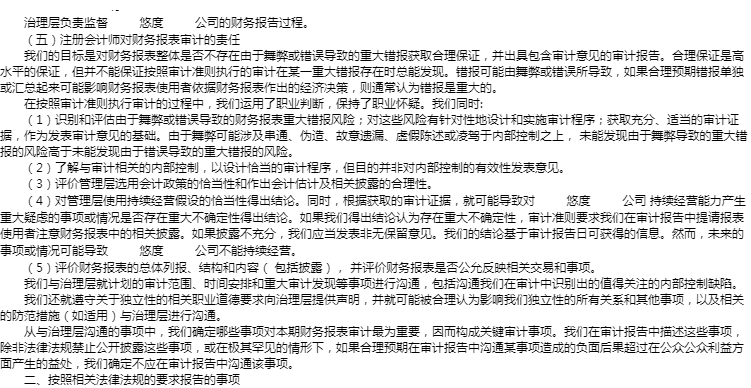 治理层负责监督 悠度 公司的财务报告过程。
（五）注册会计师对财务报表审计的责任
我们的目标是对财务报表整体是否不存在由于舞弊或错误导致的重大错报获取合理保证，并出具包含审计意见的审计报告。合理保证是高
水平的保证，但并不能保证按照审计准则执行的审计在某一重大错报存在时总能发现。错报可能由舞弊或错误所导致，如果合理预期错报单独
或汇总起来可能影响财务报表使用者依据财务报表作出的经济决策，则通常认为错报是重大的。
在按照审计准则执行审计的过程中，我们运用了职业判断，保持了职业怀疑。我们同时:
（1）识别和评估由于舞弊或错误导致的财务报表重大错报风险；对这些风险有针对性地设计和实施审计程序；获取充分、适当的审计证
据，作为发表审计意见的基础。由于舞弊可能涉及串通、伪造、故意遗漏、虚假陈述或凌驾于内部控制之上， 未能发现由于舞弊导致的重大错
报的风险高于未能发现由于错误导致的重大错报的风险。
（2）了解与审计相关的内部控制，以设计恰当的审计程序，但目的并非对内部控制的有效性发表意见。
（3）评价管理层选用会计政策的恰当性和作出会计估计及相关披露的合理性。
（4）对管理层使用持续经营假设的恰当性得出结论。同时，根据获取的审计证据，就可能导致对 悠度 公司 持续经营能力产生
重大疑虑的事项或情况是否存在重大不确定性得出结论。如果我们得出结论认为存在重大不确定性，审计准则要求我们在审计报告中提请报表
使用者注意财务报表中的相关披露。如果披露不充分，我们应当发表非无保留意见。我们的结论基于审计报告日可获得的信息。然而，未来的
事项或情况可能导致 悠度 公司不能持续经营。
（5）评价财务报表的总体列报、结构和内容（ 包括披露），并评价财务报表是否公允反映相关交易和事项。
我们与治理层就计划的审计范围、时间安排和重大审计发现等事项进行沟通，包括沟通我们在审计中识别出的值得关注的内部控制缺陷。
我们还就遵守关于独立性的相关职业道德要求向治理层提供声明，并就可能被合理认为影响我们独立性的所有关系和其他事项，以及相关
的防范措施（如适用）与治理层进行沟通。
从与治理层沟通的事项中，我们确定哪些事项对本期财务报表审计最为重要，因而构成关键审计事项。我们在审计报告中描述这些事项，
除非法律法规禁止公开披露这些事项，或在极其罕见的情形下，如果合理预期在审计报告中沟通某事项造成的负面后果超过在公众公众利益方
面产生的益处，我们确定不应在审计报告中沟通该事项。
二、按照相关法律法规的要求报告的事项